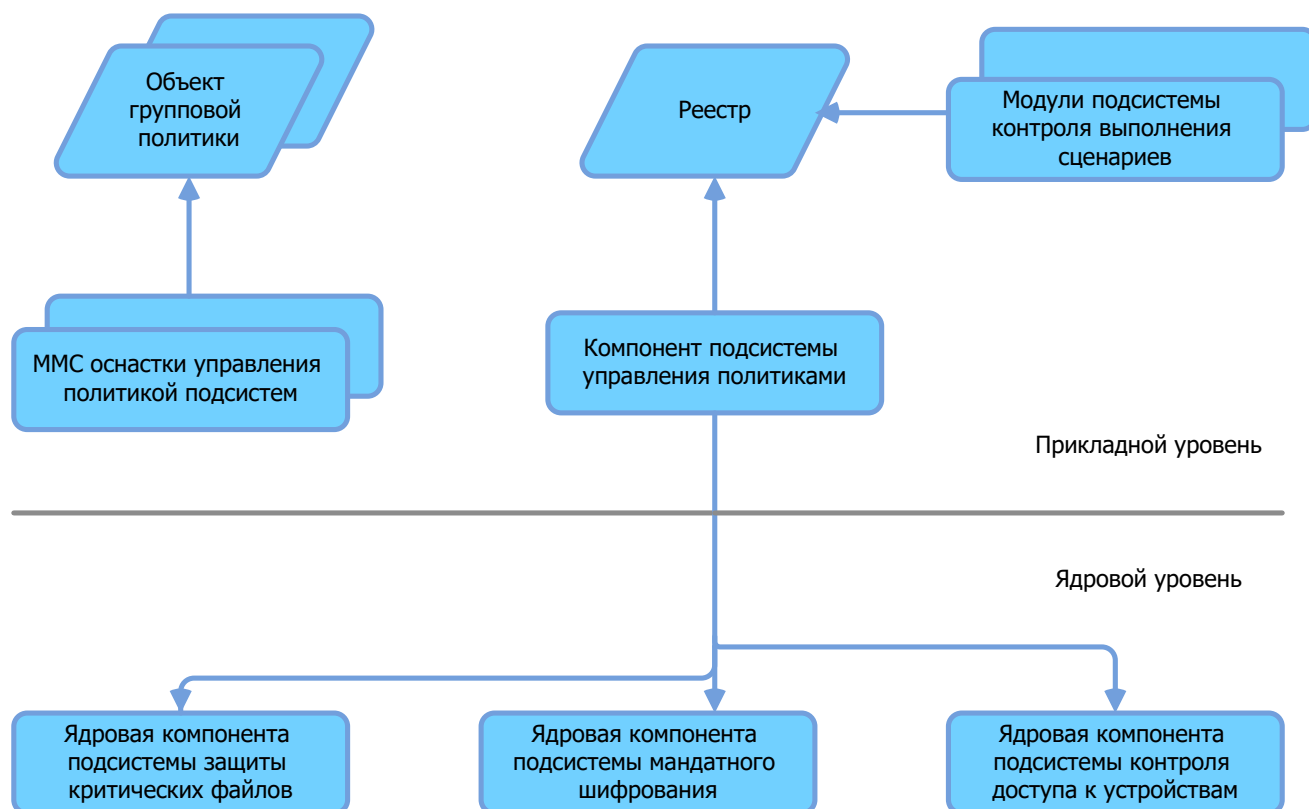 Объект
групповой
политики
Реестр
Модули подсистемы
контроля выполнения
сценариев
ММС оснастки управления
политикой подсистем
Компонент подсистемы
управления политиками
Прикладной уровень
Ядровой уровень
Ядровая компонента
подсистемы защиты
критических файлов
Ядровая компонента
подсистемы мандатного
шифрования
Ядровая компонента
подсистемы контроля
доступа к устройствам